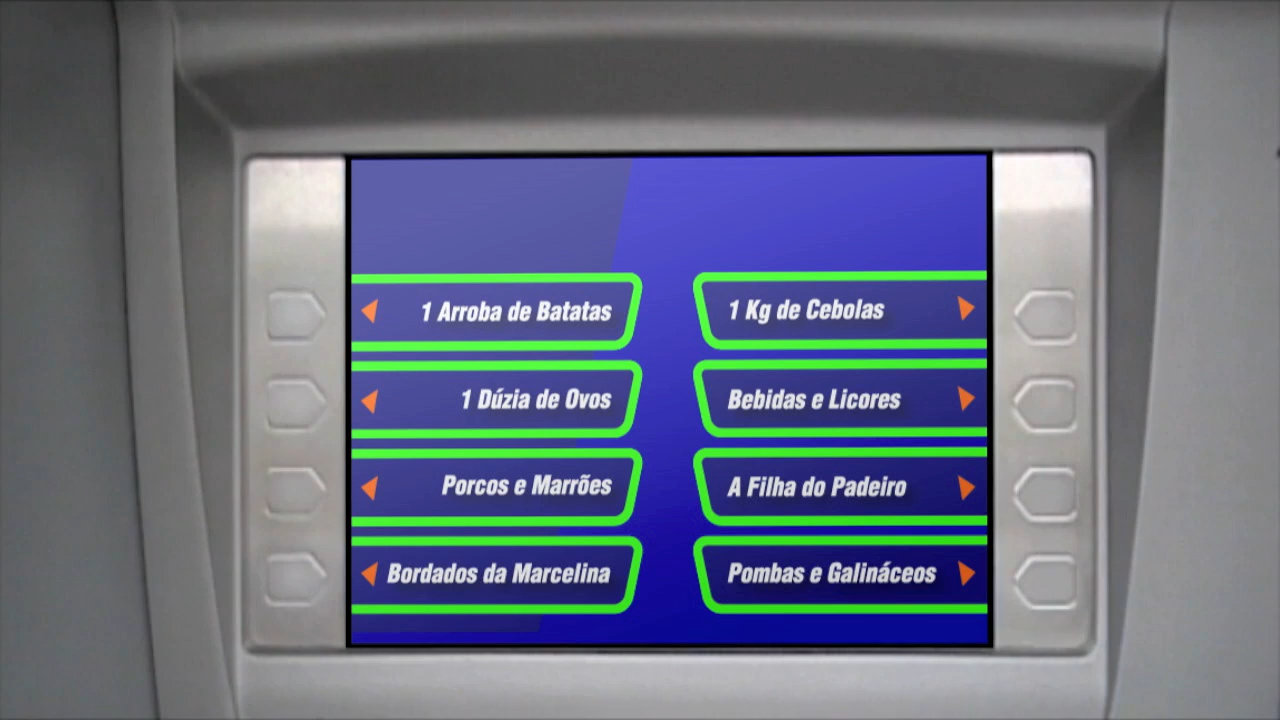 1 Arroba de Batatas
1 Kg de Cebolas
1 Dúzia de Ovos
Bebidas e Licores
Porcos e Marrões
A Filha do Padeiro
Bordados da Marcelina
Pombas e Galináceos